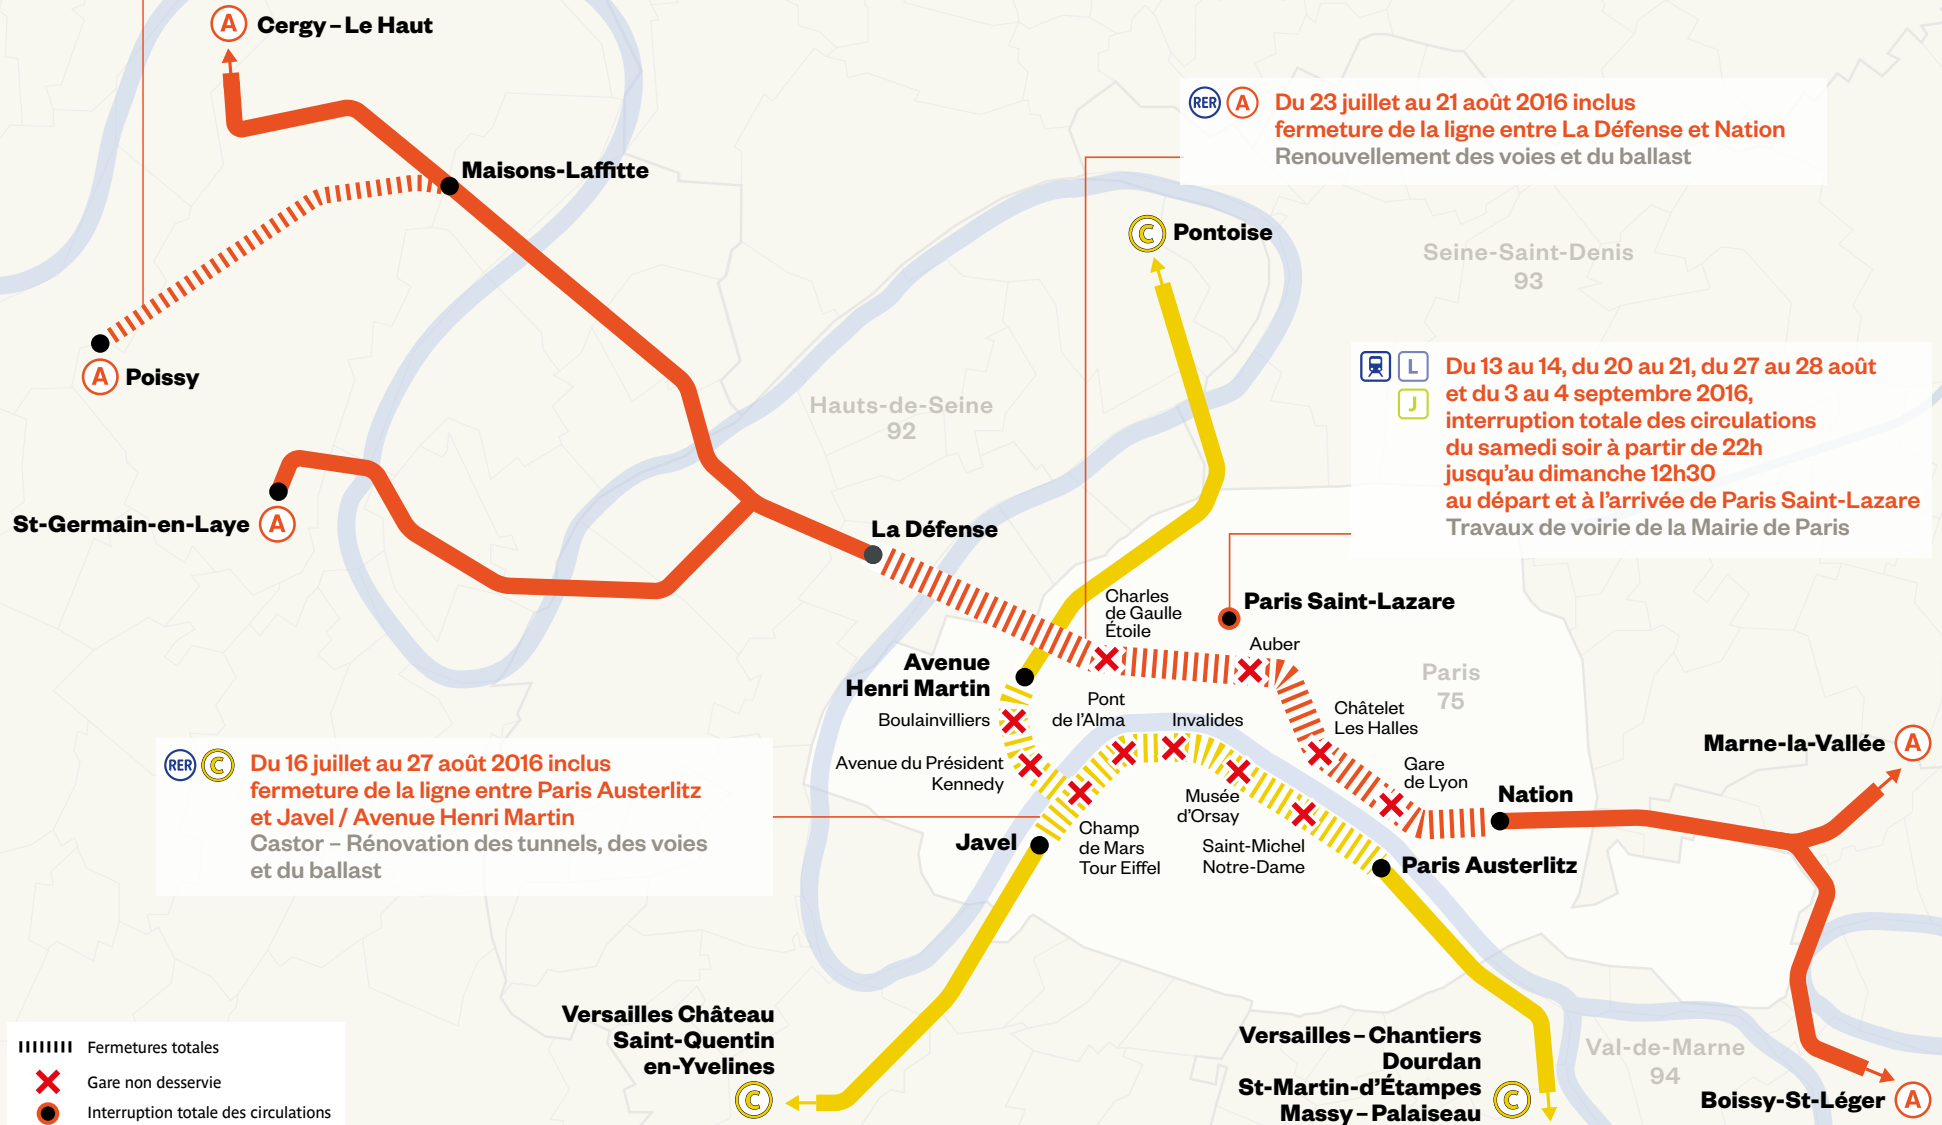 A Cergy – Le Haut
Maisons-Laffitte
RER A Du 23 juillet au 21 août 2016 inclus
fermeture de la ligne entre La Défense et Nation
Renouvellement des voies et du ballast
C Pontoise
Seine-Saint-Denis
93
A Poissy
L
J
Du 13 au 14, du 20 au 21, du 27 au 28 août
et du 3 au 4 septembre 2016,
interruption totale des circulations
du samedi soir à partir de 22h
jusqu'au dimanche 12h30
au départ et à l'arrivée de Paris Saint-Lazare
Travaux de voirie de la Mairie de Paris
Hauts-de-Seine
92
St-Germain-en-Laye A
La Défense
Charles
de Gaulle
Étoile
Paris Saint-Lazare
Auber
Avenue
Henri Martin
Paris
75
Boulainvilliers
Pont
de l'Alma
Invalides
Châtelet
Les Halles
Avenue du Président
Kennedy
Gare
de Lyon
Marne-la-Vallée A
Nation
RER C Du 16 juillet au 27 août 2016 inclus
fermeture de la ligne entre Paris Austerlitz
et Javel / Avenue Henri Martin
Castor – Rénovation des tunnels, des voies
et du ballast
Musée
d'Orsay
Javel
Champ
de Mars
Tour Eiffel
Saint-Michel
Notre-Dame
Paris Austerlitz
Versailles Château
Saint-Quentin
en-Yvelines
C
Versailles – Chantiers
Dourdan
St-Martin-d'Étampes
Massy – Palaiseau
C
Val-de-Marne
94
Boissy-St-Léger A
Fermetures totales
Gare non desservie
Interruption totale des circulations